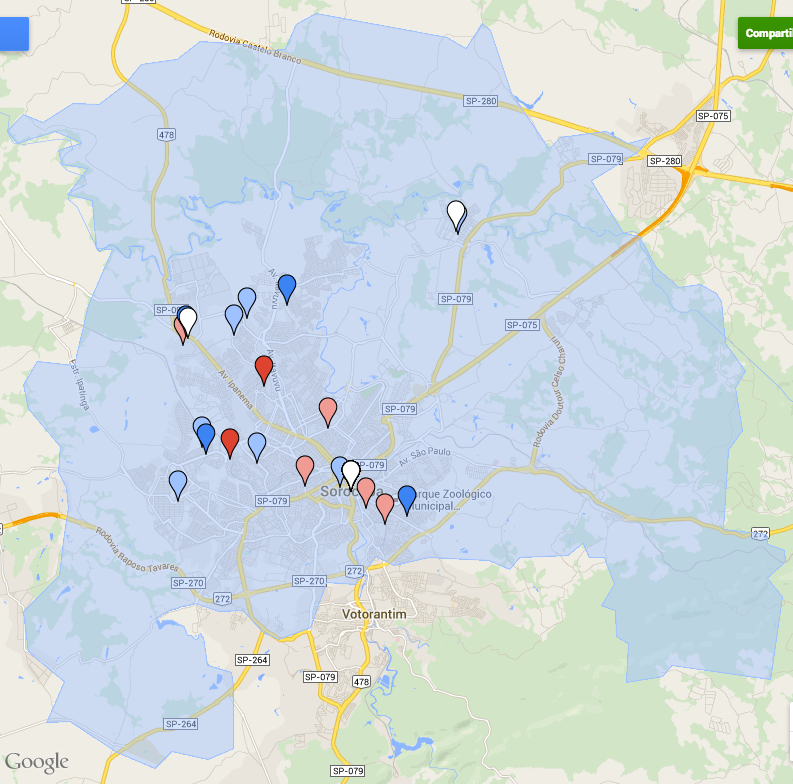 Rodovia Castelo Branco
Compartil
SP-280
SP-075
478
SP-079
SP-280
Av. Itavuvu
SP-079
SP-075
Estr. Ipatinga
Av. Ipanema
Rodovia Doutor Celso Charuri
SP-079
Av. São Paulo
SP-079
Sorocaba
Parque Zoológico
Municipal...
SP-079
272
Rodovia Raposo Tavares
272
SP-270
SP-270
272
Votorantim
SP-264
SP-079
478
SP-264
Google
SP-079